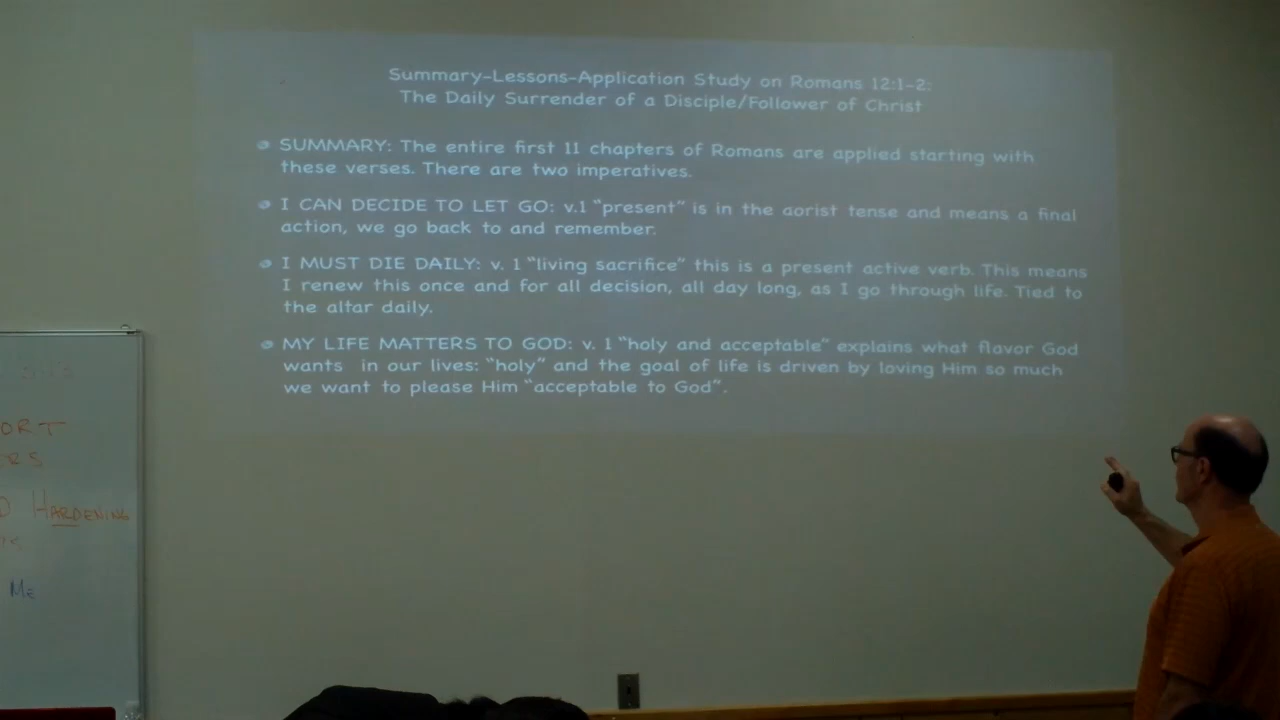 Summary-Lessons-Application Study on Romans 12:1-2:
The Daily Surrender of a Disciple/Follower of Christ
SUMMARY: The entire first 11 chapters of Romans are applied starting with
these verses. There are two imperatives.
I CAN DECIDE TO LET GO: v.1 "present" is in the aorist tense and means a final
action, we go back to and remember.
I MUST DIE DAILY: v. 1 "living sacrifice" this is a present active verb. This means
I renew this once and for all decision, all day long, as I go through life. Tied to
the altar daily.
MY LIFE MATTERS TO GOD: v. 1 "holy and acceptable" explains what flavor God
wants in our lives: "holy" and the goal of life is driven by loving Him so much
we want to please Him "acceptable to God".
ORT
ERS
D HARDENING
Me